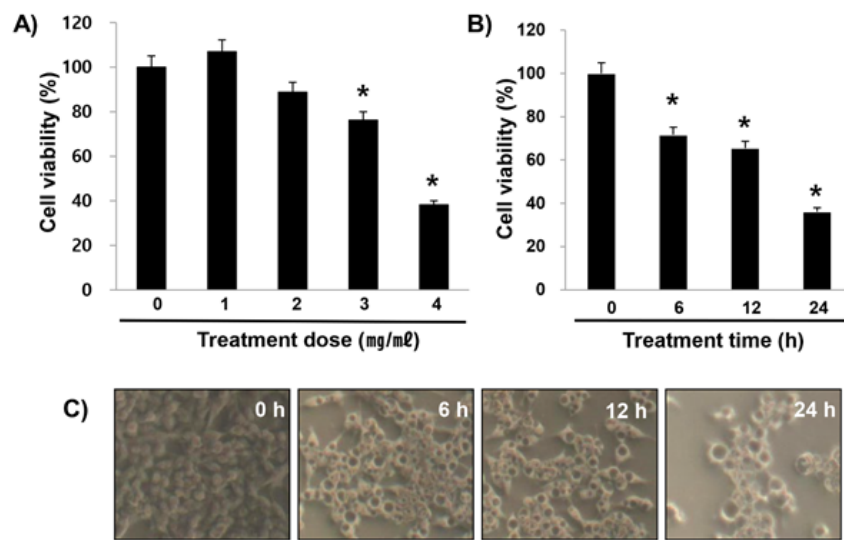 A)
Cell viability (%)
120
100
80
60
40
20
0
*
*
0 1 2 3 4
Treatment dose (㎎/㎖)
B)
Cell viability (%)
120
100
80
60
40
20
0
*
*
*
0 6 12 24
Treatment time (h)
C)
0 h
6 h
12 h
24 h